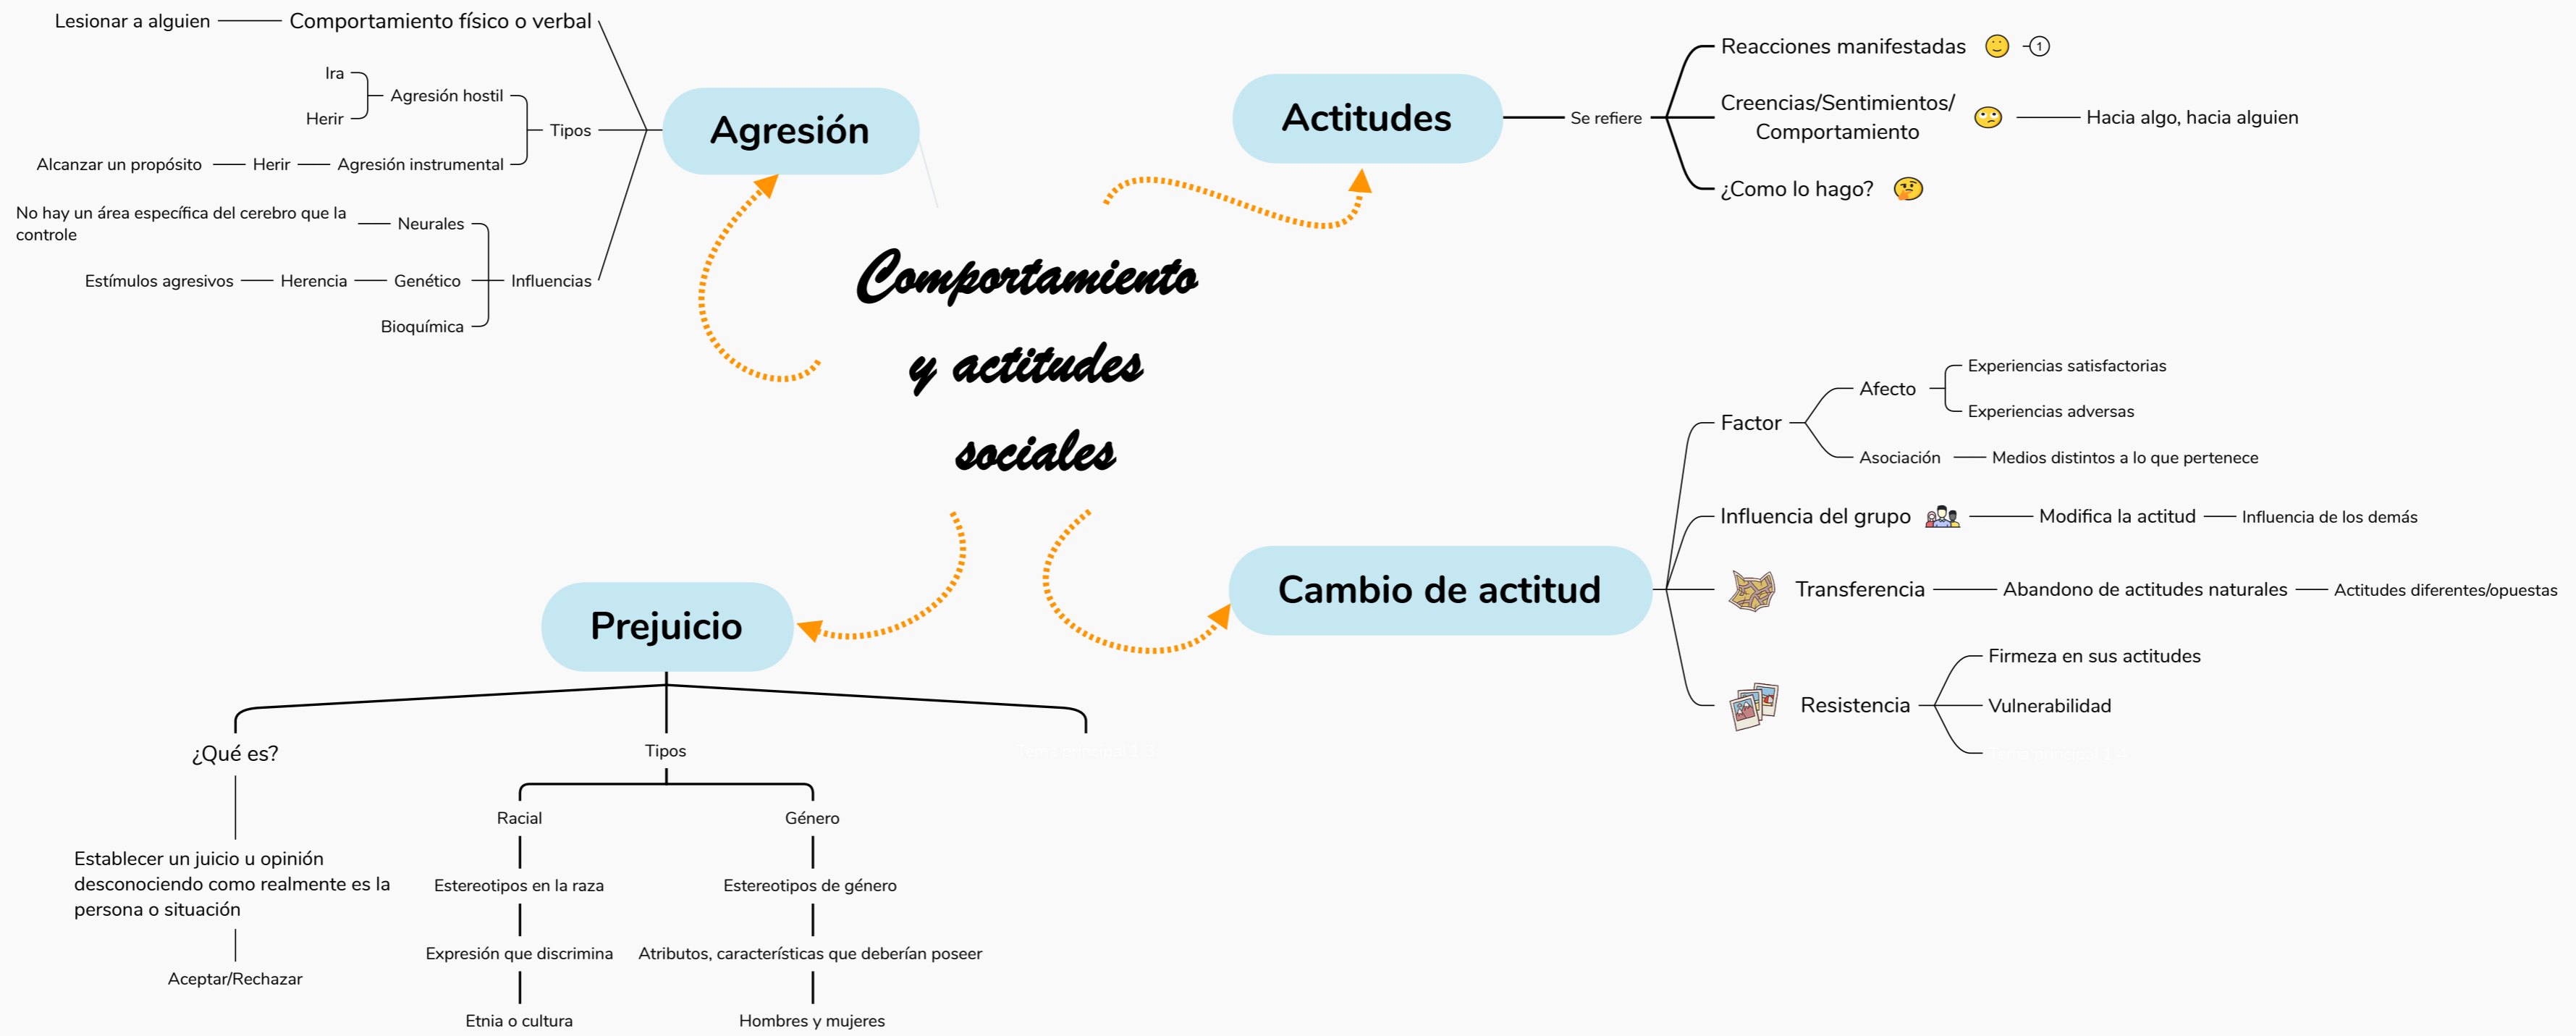 Comportamiento
y actitudes
sociales
Agresión
Comportamiento físico o verbal
Lesionar a alguien
Tipos
Agresión hostil
Ira
Herir
Agresión instrumental
Herir
Alcanzar un propósito
Influencias
Neurales
No hay un área específica del cerebro que la
controle
Genético
Herencia
Estímulos agresivos
Bioquímica
Actitudes
Se refiere
Reacciones manifestadas
1
Creencias/Sentimientos/
Comportamiento
Hacia algo, hacia alguien
¿Como lo hago?
Cambio de actitud
Factor
Afecto
Experiencias satisfactorias
Experiencias adversas
Asociación
Medios distintos a lo que pertenece
Influencia del grupo
Modifica la actitud
Influencia de los demás
Transferencia
Abandono de actitudes naturales
Actitudes diferentes/opuestas
Resistencia
Firmeza en sus actitudes
Vulnerabilidad
Prejuicio
¿Qué es?
Establecer un juicio u opinión
desconociendo como realmente es la
persona o situación
Aceptar/Rechazar
Tipos
Racial
Estereotipos en la raza
Expresión que discrimina
Etnia o cultura
Género
Estereotipos de género
Atributos, características que deberían poseer
Hombres y mujeres